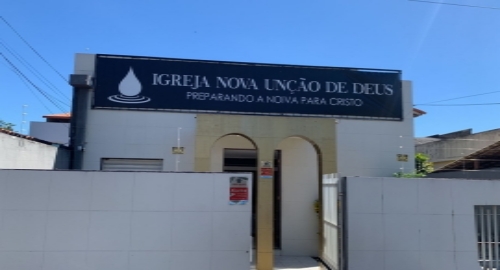 IGREJA NOVA UNÇÃO DE DEUS
PREPARANDO A NOIVA PARA CRISTO